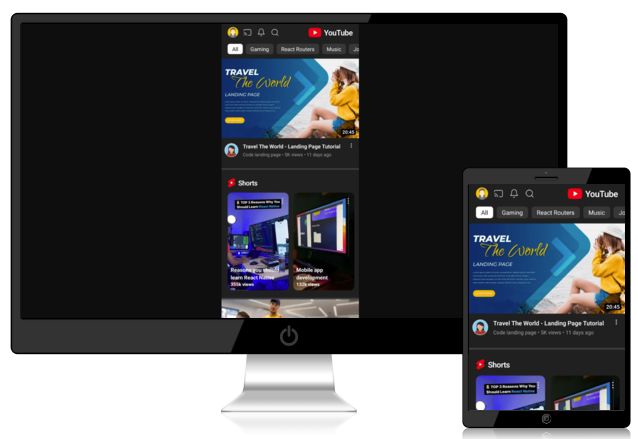 YouTube
All Gaming React Routers Music Jo
TRAVEL
The World
LANDING PAGE
20:45
Travel The World - Landing Page Tutorial
Code landing page • 5K views • 11 days ago
Shorts
TOP 3 Reasons Why You
Should Learn React Native
Reasons you should
learn React Native
355k views
Mobile app
development
132k views
YouTube
All Gaming React Routers Music Jo
TRAVEL
The World
LANDING PAGE
20:45
Travel The World - Landing Page Tutorial
Code landing page • 5K views • 11 days ago
Shorts
TOP 3 Reasons Why You
Should Learn React Native